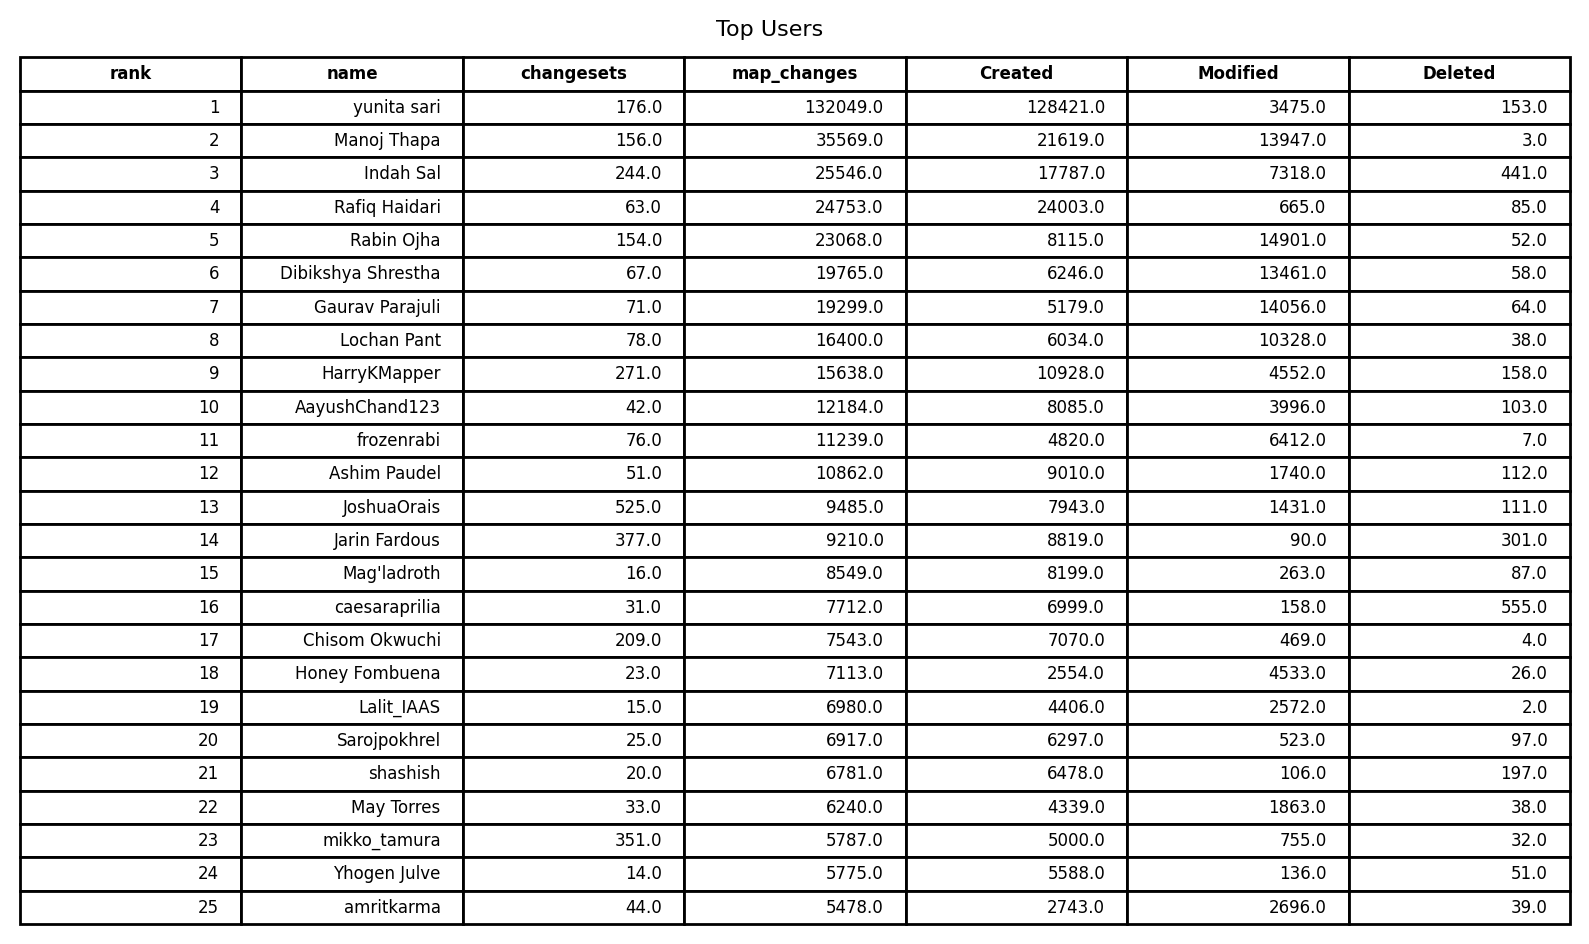 Top Users
rank name changesets map_changes Created Modified Deleted
1 yunita sari 176.0 132049.0 128421.0 3475.0 153.0
2 Manoj Thapa 156.0 35569.0 21619.0 13947.0 3.0
3 Indah Sal 244.0 25546.0 17787.0 7318.0 441.0
4 Rafiq Haidari 63.0 24753.0 24003.0 665.0 85.0
5 Rabin Ojha 154.0 23068.0 8115.0 14901.0 52.0
6 Dibikshya Shrestha 67.0 19765.0 6246.0 13461.0 58.0
7 Gaurav Parajuli 71.0 19299.0 5179.0 14056.0 64.0
8 Lochan Pant 78.0 16400.0 6034.0 10328.0 38.0
9 HarryKMapper 271.0 15638.0 10928.0 4552.0 158.0
10 AayushChand123 42.0 12184.0 8085.0 3996.0 103.0
11 frozenrabi 76.0 11239.0 4820.0 6412.0 7.0
12 Ashim Paudel 51.0 10862.0 9010.0 1740.0 112.0
13 JoshuaOrais 525.0 9485.0 7943.0 1431.0 111.0
14 Jarin Fardous 377.0 9210.0 8819.0 90.0 301.0
15 Mag'ladroth 16.0 8549.0 8199.0 263.0 87.0
16 caesaraprilia 31.0 7712.0 6999.0 158.0 555.0
17 Chisom Okwuchi 209.0 7543.0 7070.0 469.0 4.0
18 Honey Fombuena 23.0 7113.0 2554.0 4533.0 26.0
19 Lalit_IAAS 15.0 6980.0 4406.0 2572.0 2.0
20 Sarojpokhrel 25.0 6917.0 6297.0 523.0 97.0
21 shashish 20.0 6781.0 6478.0 106.0 197.0
22 May Torres 33.0 6240.0 4339.0 1863.0 38.0
23 mikko_tamura 351.0 5787.0 5000.0 755.0 32.0
24 Yhogen Julve 14.0 5775.0 5588.0 136.0 51.0
25 amritkarma 44.0 5478.0 2743.0 2696.0 39.0